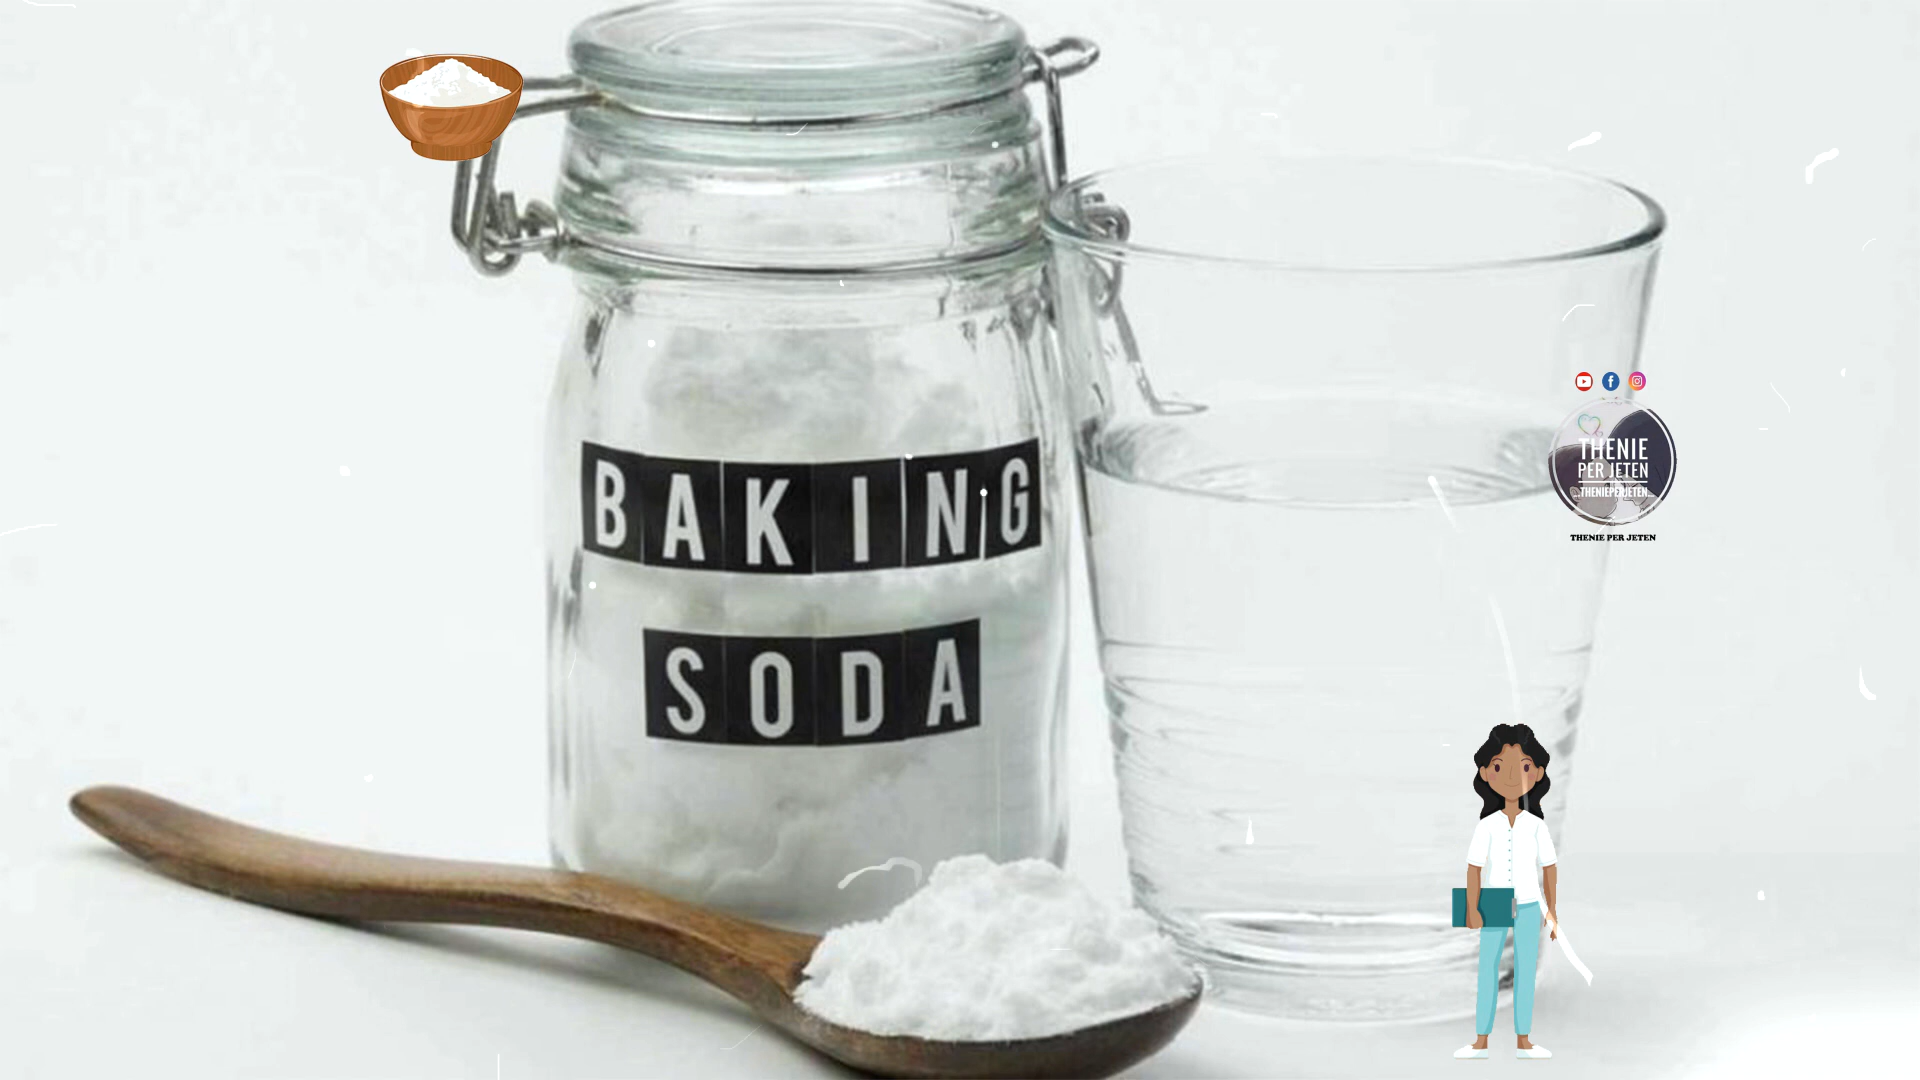 BAKING
SODA
THENIE
PER JETEN
...THENIEPERJETEN...
THENIE PER JETEN